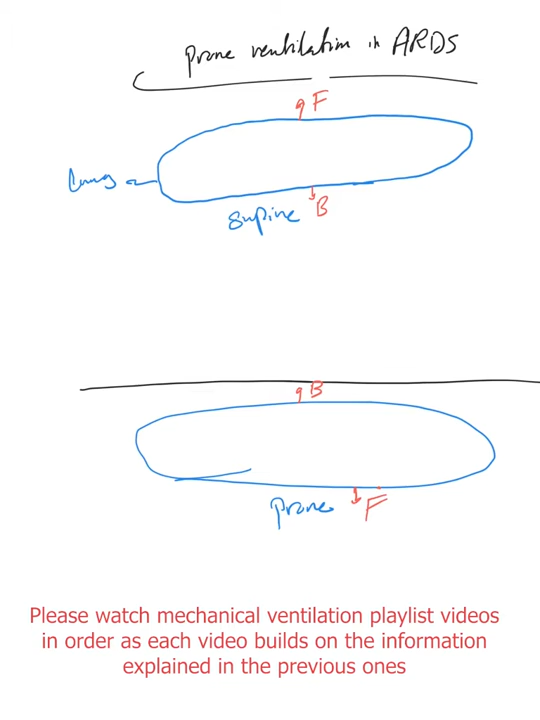 prone ventilation in ARDS
F
Lungs
supine B
B
prone F
Please watch mechanical ventilation playlist videos
in order as each video builds on the information
explained in the previous ones